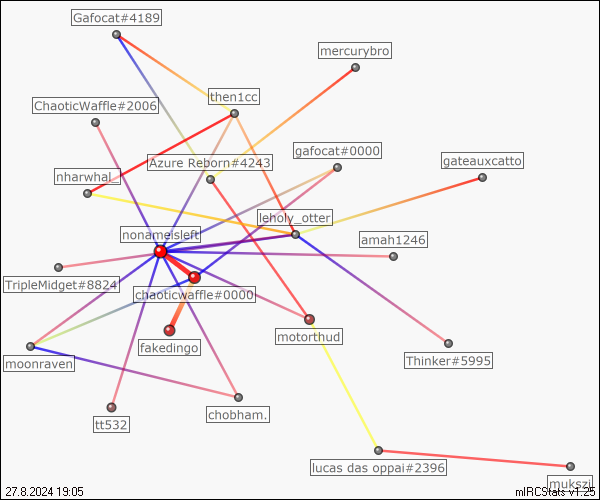 Gafocat#4189
mercurybro
then1cc
ChaoticWaffle#2006
gafocat#0000
Azure Reborn#4243
gateauxcatto
nharwhal_
leholy_otter
nonameisleft
amah1246
TripleMidget#8824
chaoticwaffle#0000
motorthud
fakedingo
Thinker#5995
moonraven
chobham.
tt532
lucas das oppai#2396
mukszi
27.8.2024 19:05
mIRCStats v1.25